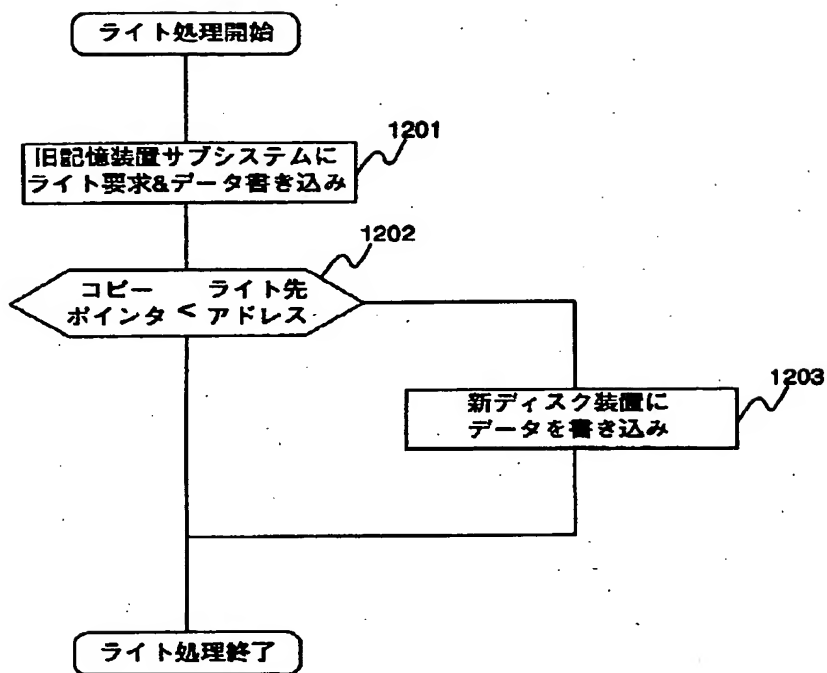 ライト処理開始
1201
旧記憶装置サブシステムに
ライト要求&データ書き込み
1202
コピー ライト先
ポインタ < アドレス
1203
新ディスク装置に
データを書き込み
ライト処理終了